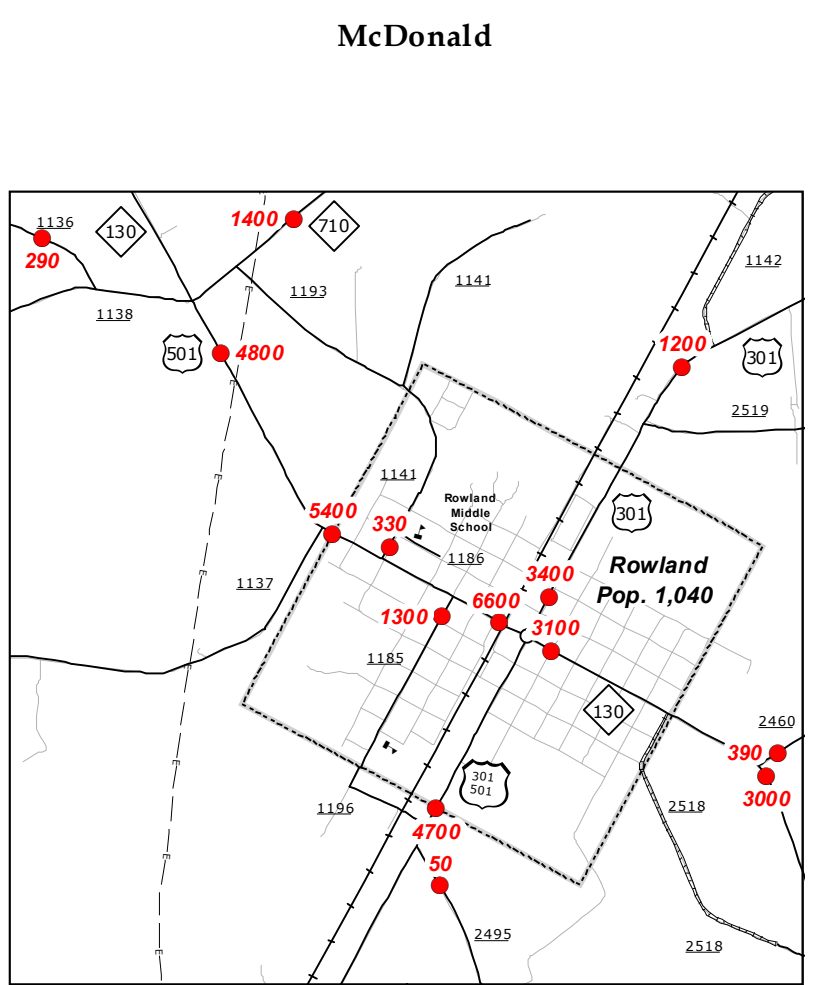 McDonald
1136
130
1400
710
290
1142
1141
1193
1138
1200
501
4800
301
2519
1141
Rowland
Middle
School
5400
330
301
1186
3400
Rowland
Pop. 1,040
1137
6600
1300
3100
1185
130
2460
390
301
501
3000
1196
2518
4700
50
2495
2518
E
E
E
E
E
E
E
E
E